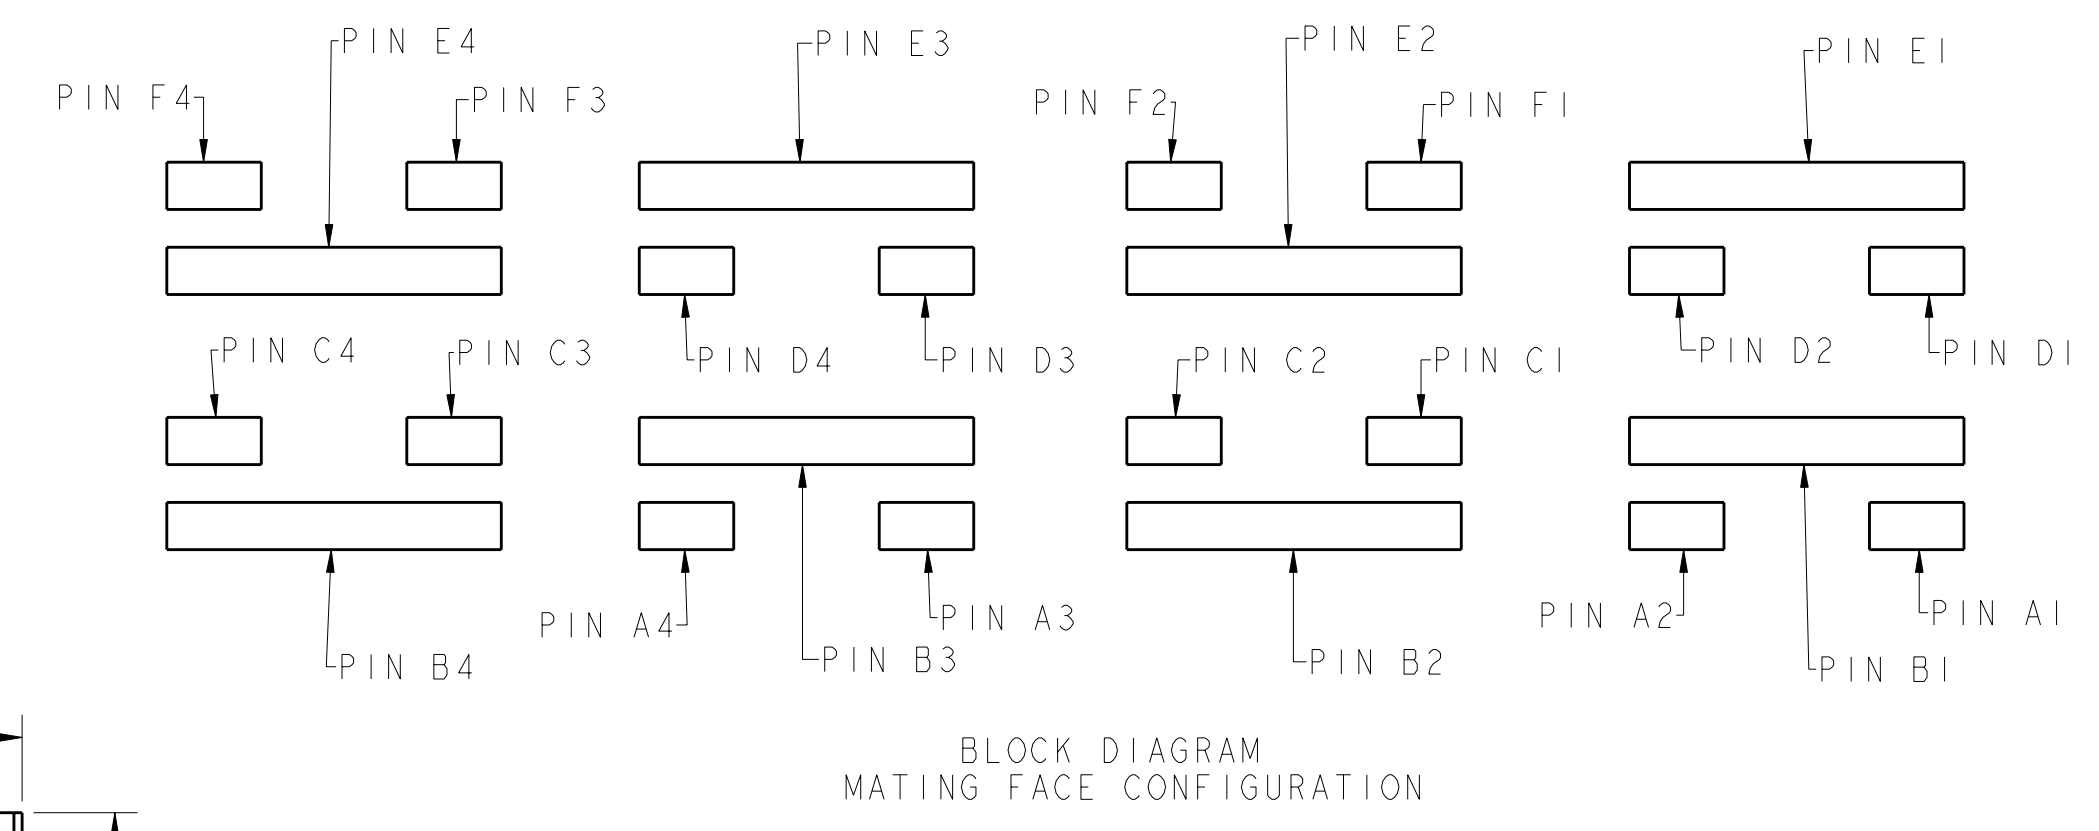 PIN E4
PIN E3
PIN E2
PIN E1
PIN F4
PIN F3
PIN F2
PIN F1
PIN C4
PIN C3
PIN D4
PIN D3
PIN C2
PIN C1
PIN D2
PIN D1
PIN A4
PIN A3
PIN A2
PIN A1
PIN B4
PIN B3
PIN B2
PIN B1
BLOCK DIAGRAM
MATING FACE CONFIGURATION